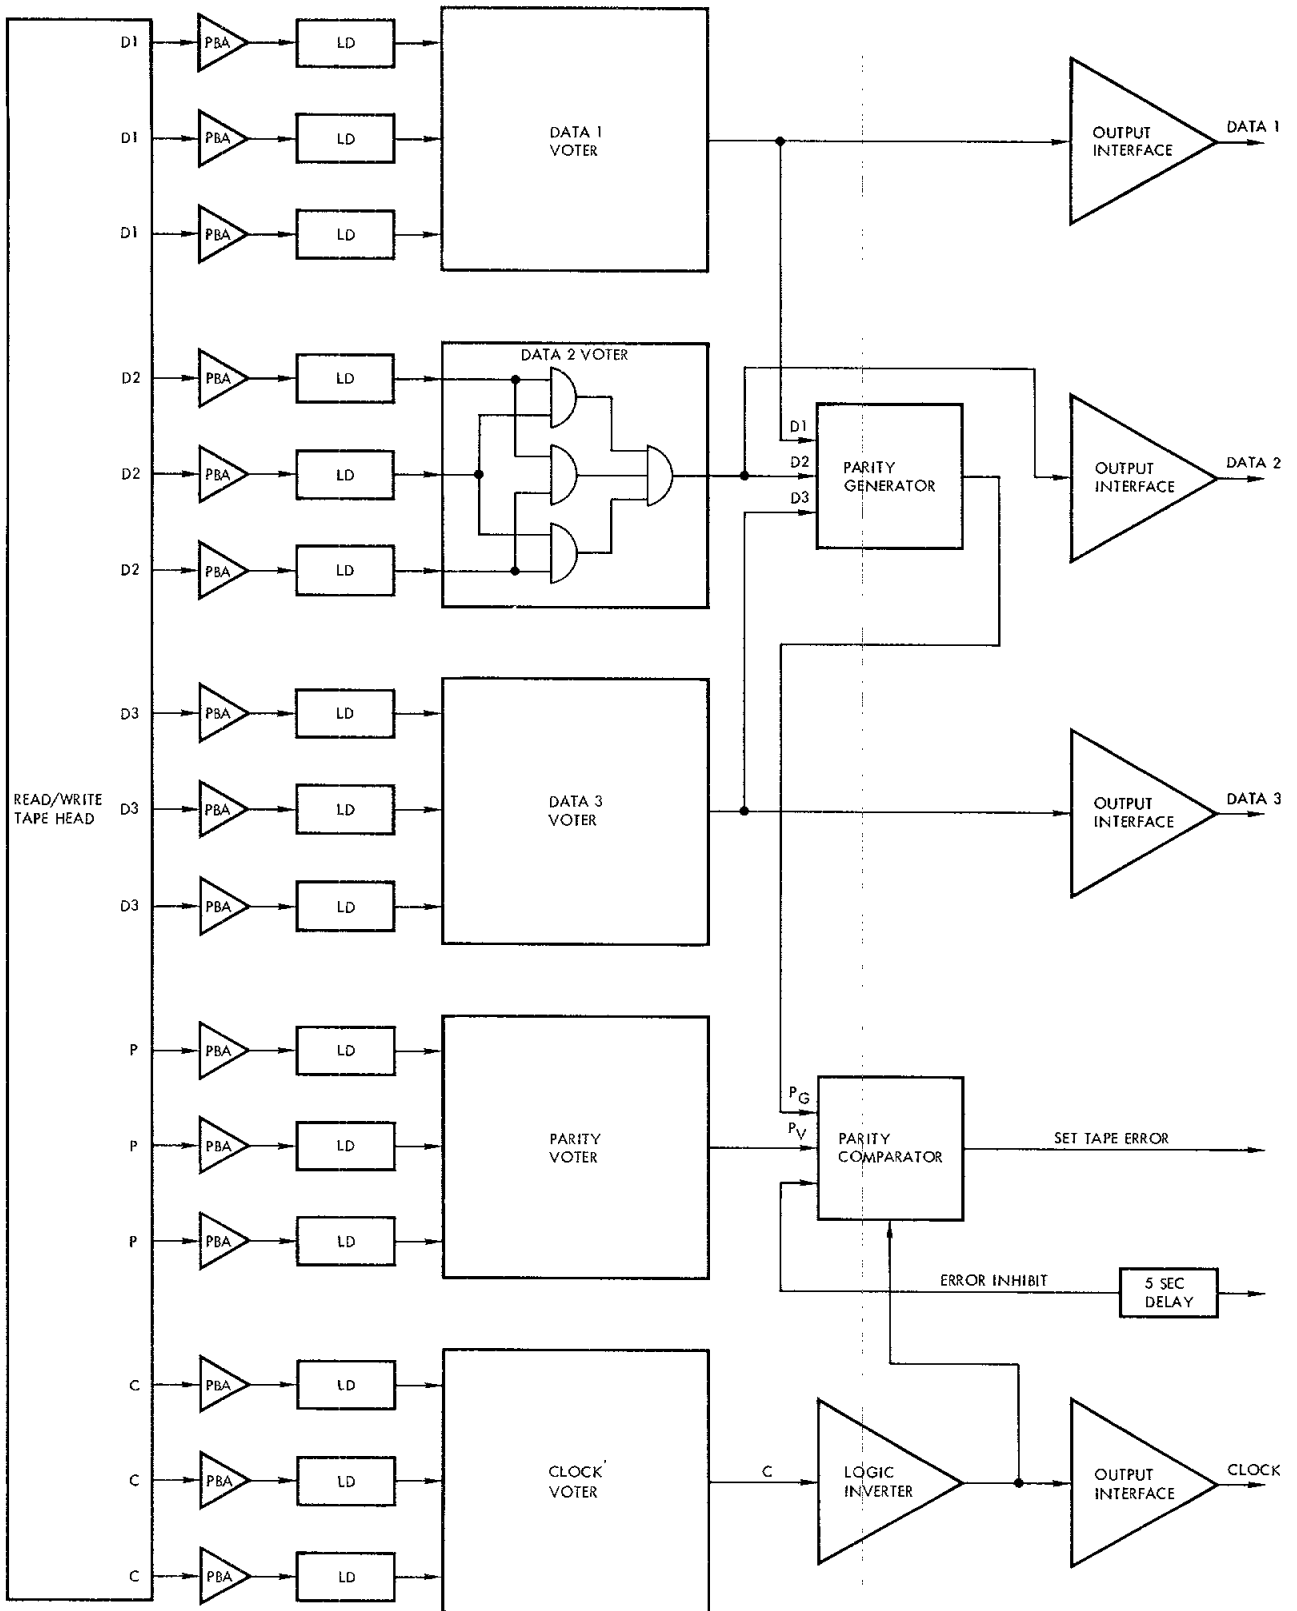 D1 PBA LD
D1 PBA LD
D1 PBA LD
DATA 1
VOTER
OUTPUT
INTERFACE
DATA 1
D2 PBA LD
D2 PBA LD
D2 PBA LD
DATA 2 VOTER
D1
D2
D3
PARITY
GENERATOR
OUTPUT
INTERFACE
DATA 2
READ/WRITE
TAPE HEAD
D3 PBA LD
D3 PBA LD
D3 PBA LD
DATA 3
VOTER
OUTPUT
INTERFACE
DATA 3
P PBA LD
P PBA LD
P PBA LD
PARITY
VOTER
PG
PV
PARITY
COMPARATOR
SET TAPE ERROR
ERROR INHIBIT
5 SEC
DELAY
C PBA LD
C PBA LD
C PBA LD
CLOCK'
VOTER
C
LOGIC
INVERTER
OUTPUT
INTERFACE
CLOCK